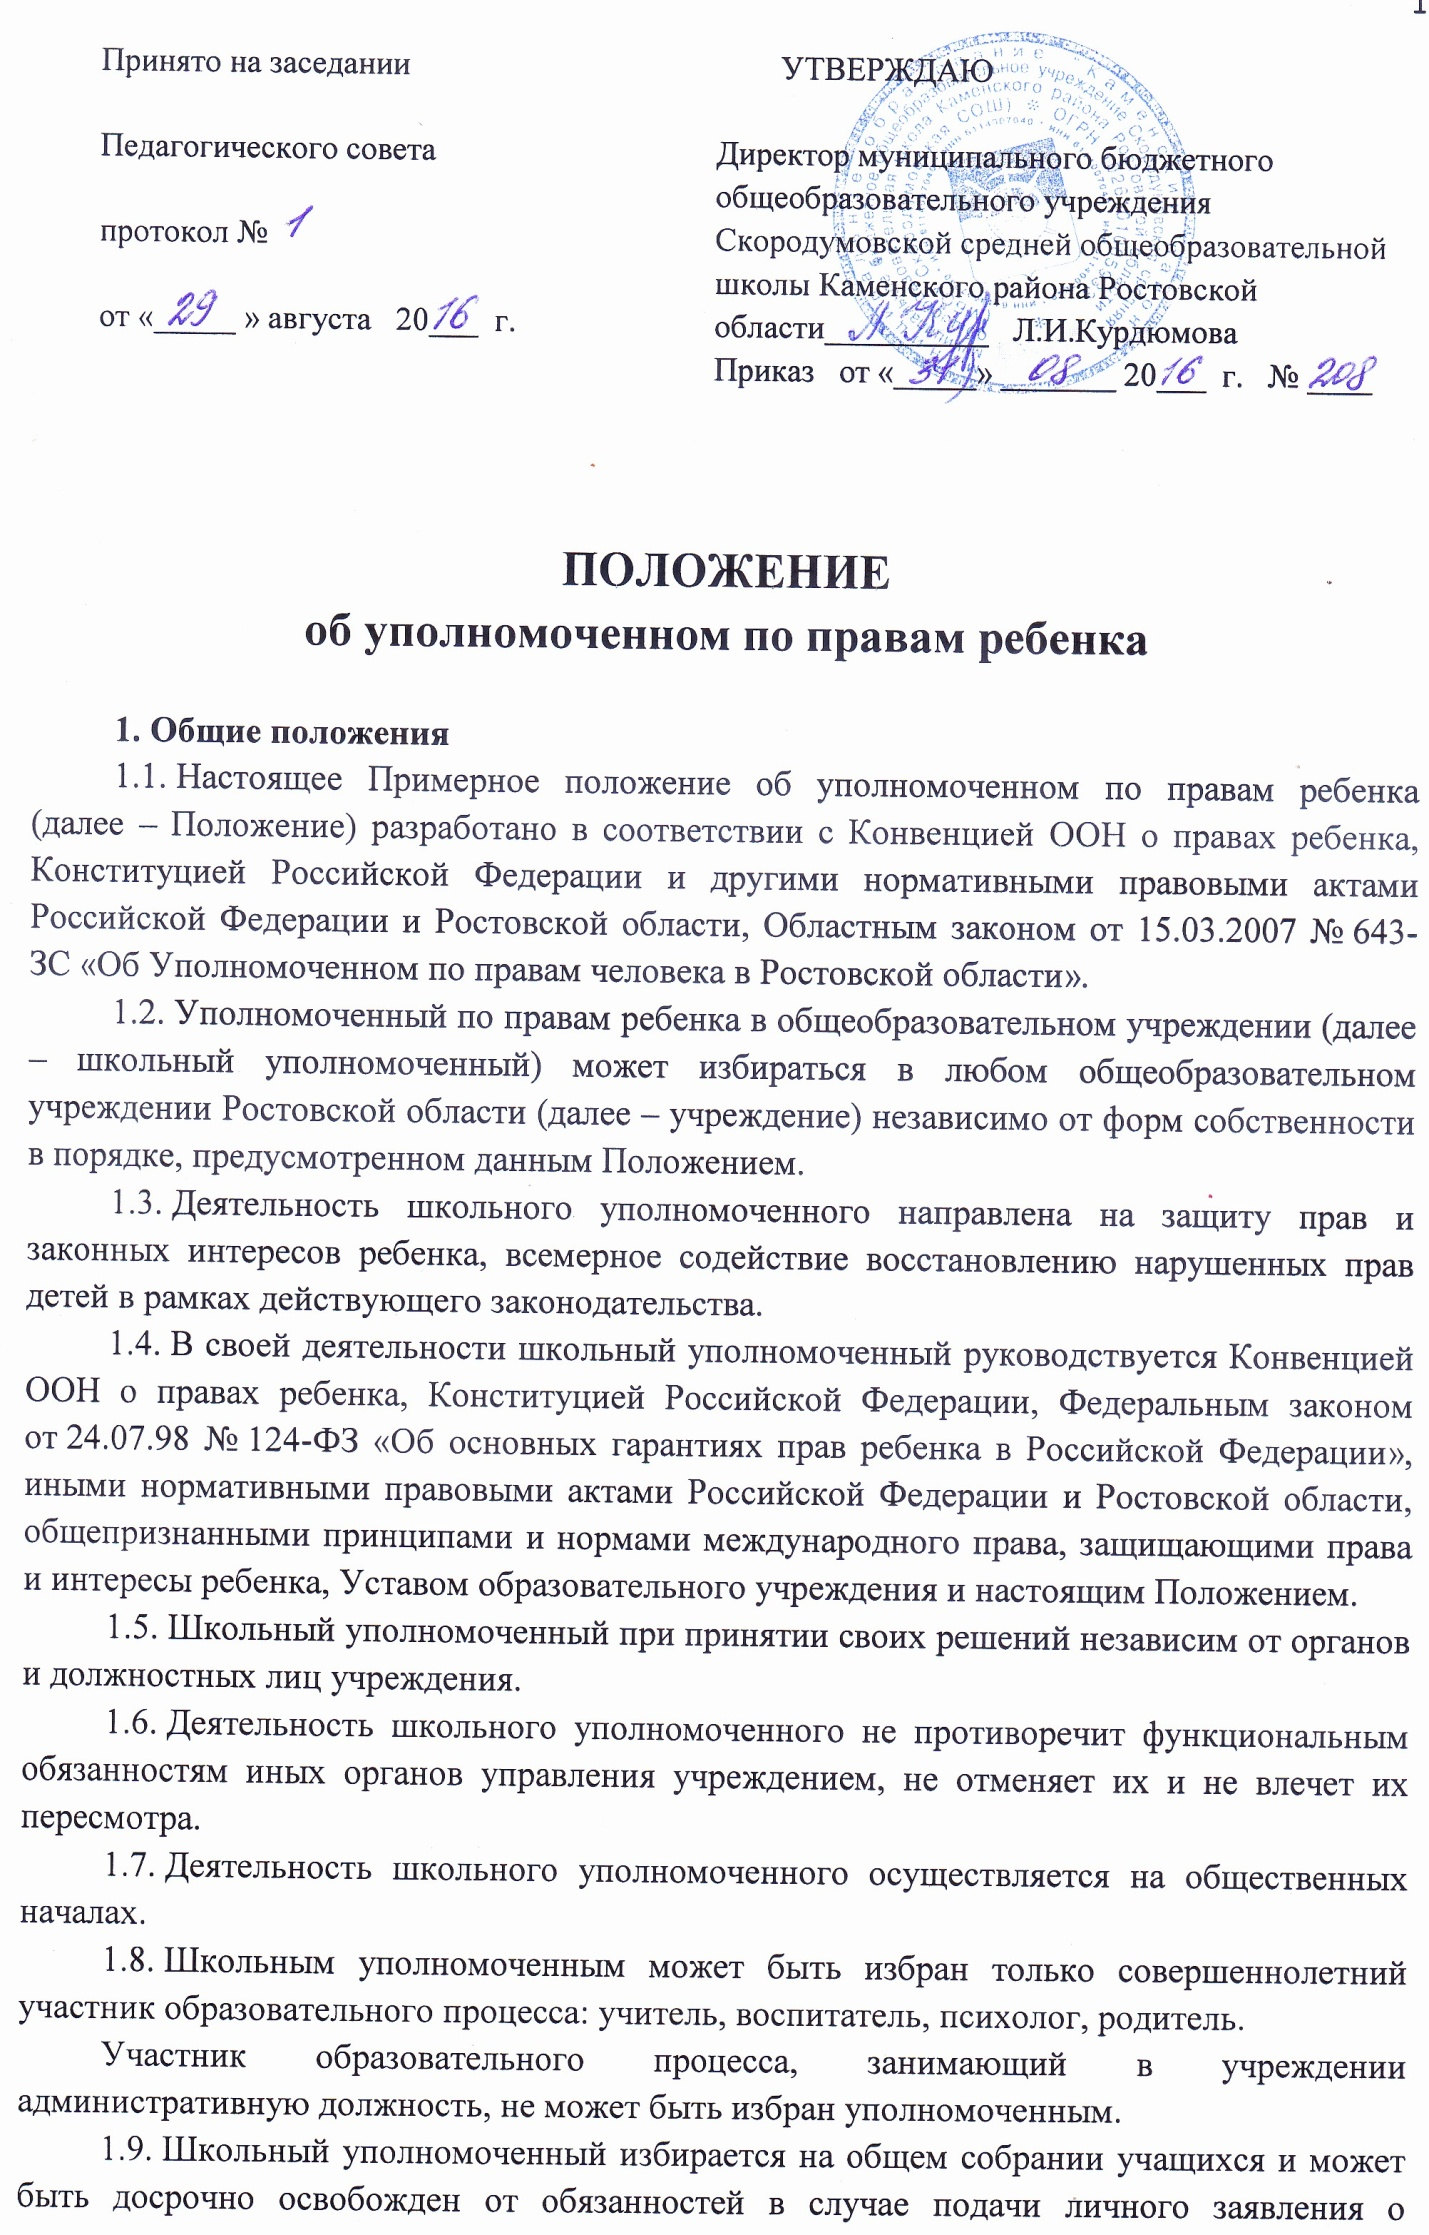 1
Принято на заседании
Педагогического совета
протокол № 1
от «29» августа 2016 г.
УТВЕРЖДАЮ
Директор муниципального бюджетного
общеобразовательного учреждения
Скородумовской средней общеобразовательной
школы Каменского района Ростовской
области Л.И.Курдюмова
Приказ от «31» 08 2016 г. № 208
ПОЛОЖЕНИЕ
об уполномоченном по правам ребенка
1. Общие положения
1.1. Настоящее Примерное положение об уполномоченном по правам ребенка
(далее – Положение) разработано в соответствии с Конвенцией ООН о правах ребенка,
Конституцией Российской Федерации и другими нормативными правовыми актами
Российской Федерации и Ростовской области, Областным законом от 15.03.2007 № 643-
ЗС «Об Уполномоченном по правам человека в Ростовской области».
1.2. Уполномоченный по правам ребенка в общеобразовательном учреждении (далее
– школьный уполномоченный) может избираться в любом общеобразовательном
учреждении Ростовской области (далее – учреждение) независимо от форм собственности
в порядке, предусмотренном данным Положением.
1.3. Деятельность школьного уполномоченного направлена на защиту прав и
законных интересов ребенка, всемерное содействие восстановлению нарушенных прав
детей в рамках действующего законодательства.
1.4. В своей деятельности школьный уполномоченный руководствуется Конвенцией
ООН о правах ребенка, Конституцией Российской Федерации, Федеральным законом
от 24.07.98 № 124-ФЗ «Об основных гарантиях прав ребенка в Российской Федерации»,
иными нормативными правовыми актами Российской Федерации и Ростовской области,
общепризнанными принципами и нормами международного права, защищающими права
и интересы ребенка, Уставом образовательного учреждения и настоящим Положением.
1.5. Школьный уполномоченный при принятии своих решений независим от органов
и должностных лиц учреждения.
1.6. Деятельность школьного уполномоченного не противоречит функциональным
обязанностям иных органов управления учреждением, не отменяет их и не влечет их
пересмотра.
1.7. Деятельность школьного уполномоченного осуществляется на общественных
началах.
1.8. Школьным уполномоченным может быть избран только совершеннолетний
участник образовательного процесса: учитель, воспитатель, психолог, родитель.
Участник образовательного процесса, занимающий в учреждении
административную должность, не может быть избран уполномоченным.
1.9. Школьный уполномоченный избирается на общем собрании учащихся и может
быть досрочно освобожден от обязанностей в случае подачи личного заявления о